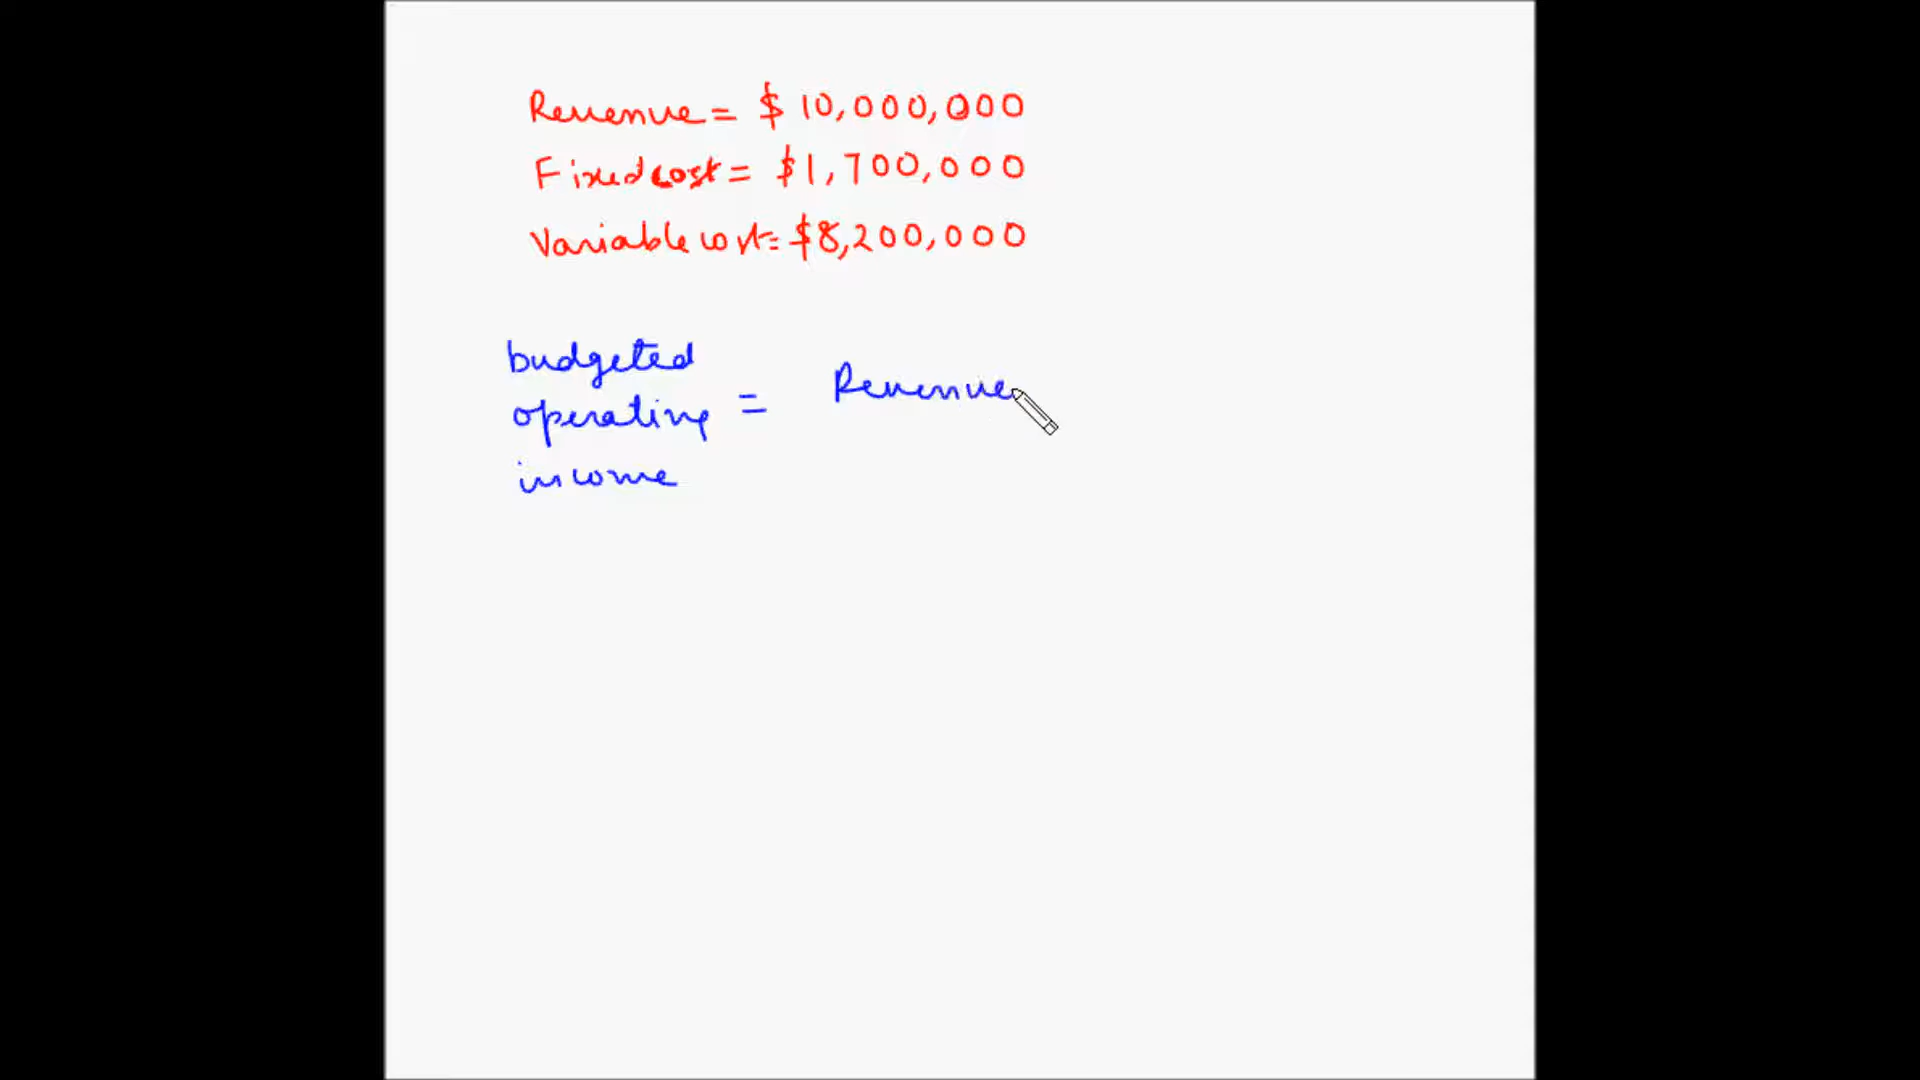 Revenue = $ 10,000,000
Fixed cost = $1,700,000
Variable cost = $8,200,000
budgeted
operating = Revenue
income